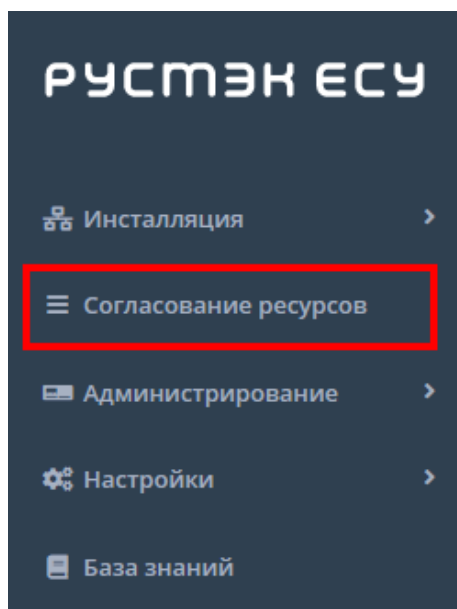 РУСТЭК ЕСУ
Инсталляция
Согласование ресурсов
Администрирование
Настройки
База знаний